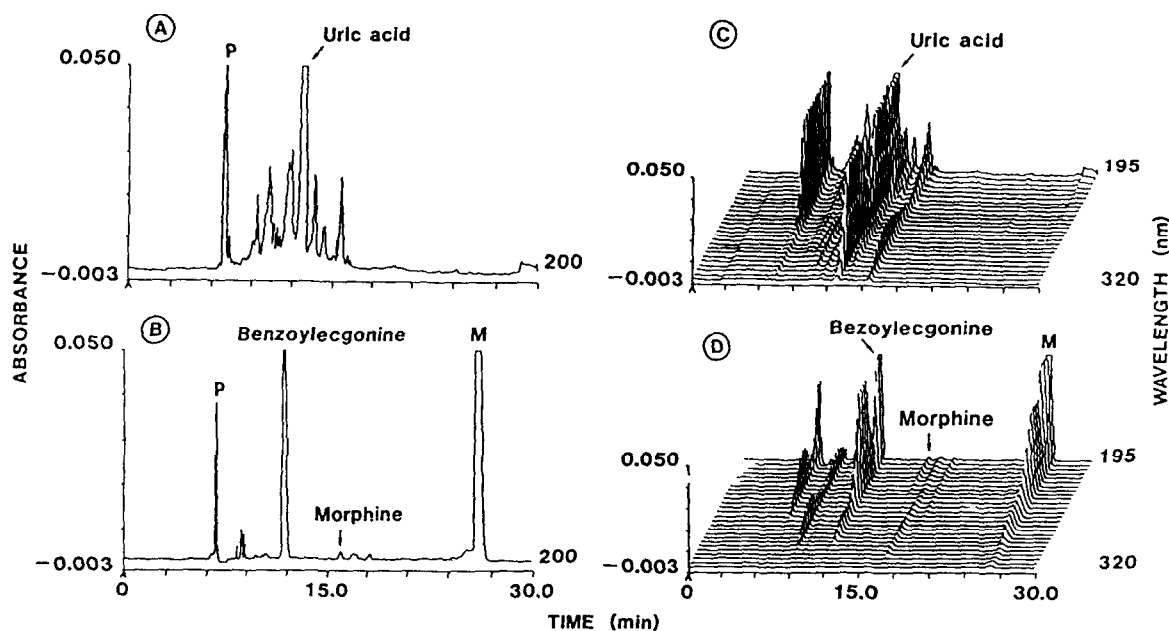 A
P
Uric acid
0.050
-0.003
200
B
Benzoylecgonine
M
0.050
P
Morphine
-0.003
200
0
15.0
30.0
ABSORBANCE
TIME (min)
C
Uric acid
0.050
195
-0.003
320
D
Bezoylecgonine
M
Morphine
0.050
195
-0.003
320
0
15.0
30.0
WAVELENGTH (nm)